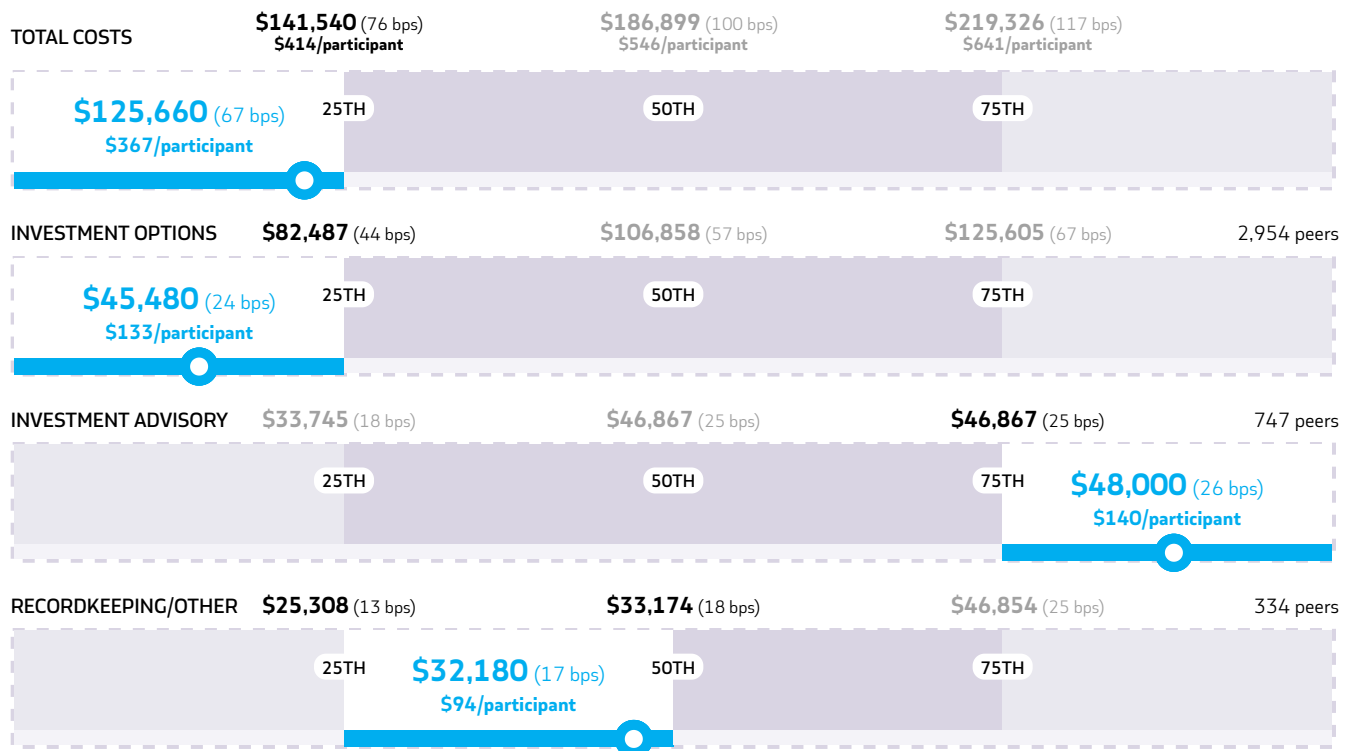 TOTAL COSTS $141,540 (76 bps) $186,899 (100 bps) $219,326 (117 bps)
$414/participant $546/participant $641/participant
$125,660 (67 bps) 25TH 50TH 75TH
$367/participant
INVESTMENT OPTIONS $82,487 (44 bps) $106,858 (57 bps) $125,605 (67 bps) 2,954 peers
$45,480 (24 bps) 25TH 50TH 75TH
$133/participant
INVESTMENT ADVISORY $33,745 (18 bps) $46,867 (25 bps) $46,867 (25 bps) 747 peers
25TH 50TH 75TH $48,000 (26 bps)
$140/participant
RECORDKEEPING/OTHER $25,308 (13 bps) $33,174 (18 bps) $46,854 (25 bps) 334 peers
25TH $32,180 (17 bps) 50TH 75TH
$94/participant